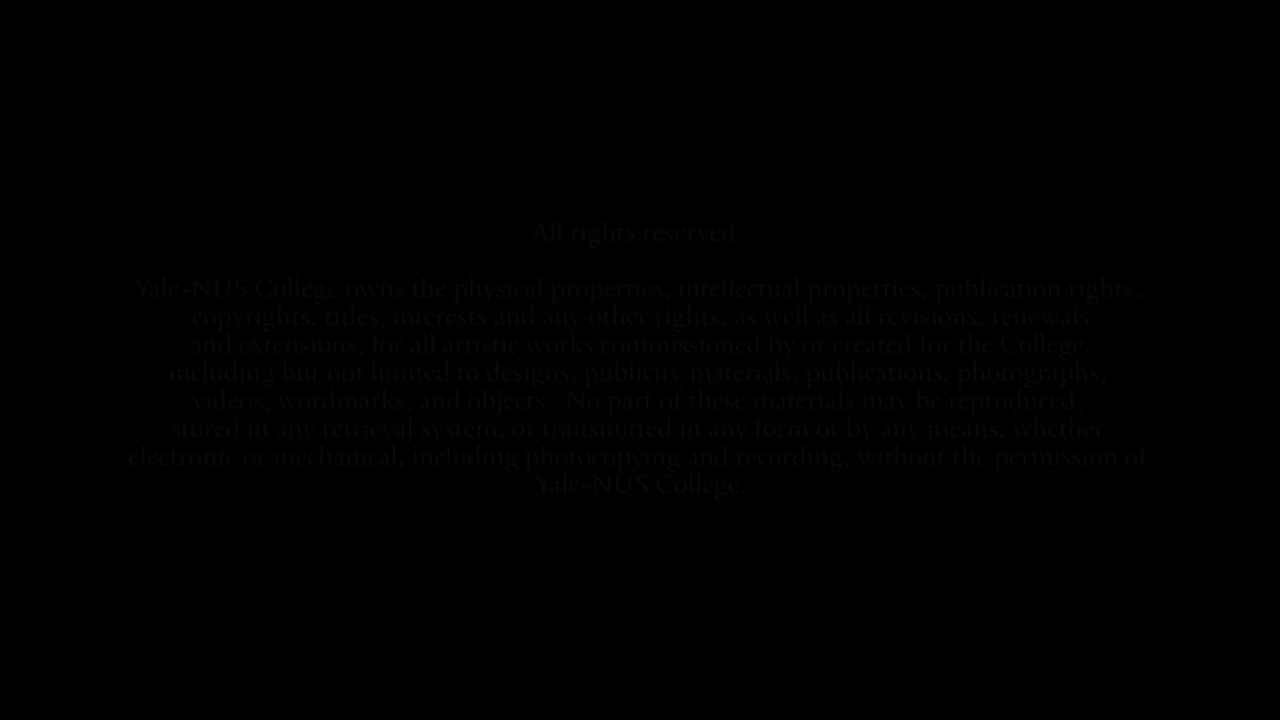 All rights reserved.
Yale-NUS College owns the physical properties, intellectual properties, publication rights,
copyrights, titles, interests and any other rights, as well as all revisions, renewals
and extensions, for all artistic works commissioned by or created for the College,
including but not limited to designs, publicity materials, publications, photographs,
videos, wordmarks, and objects.  No part of these materials may be reproduced,
stored in any retrieval system, or transmitted in any form or by any means, whether
electronic or mechanical, including photocopying and recording, without the permission of
Yale-NUS College.